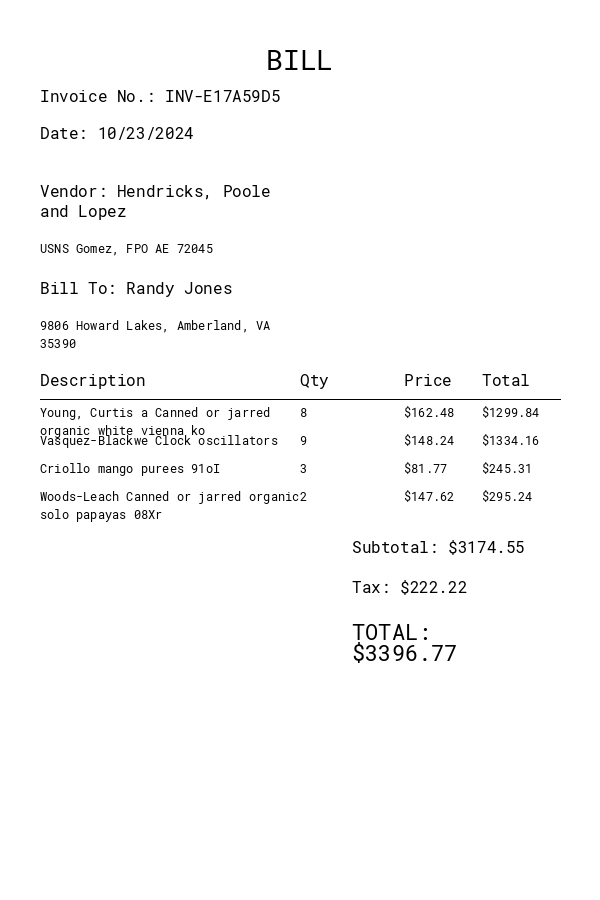 BILL
Invoice No.: INV-E17A59D5
Date: 10/23/2024
Vendor: Hendricks, Poole
and Lopez
USNS Gomez, FPO AE 72045
Bill To: Randy Jones
9806 Howard Lakes, Amberland, VA
35390
Description Qty Price Total
Young, Curtis a Canned or jarred 8 $162.48 $1299.84
organic white vienna ko
Vasquez-Blackwe Clock oscillators 9 $148.24 $1334.16
Criollo mango purees 91oI 3 $81.77 $245.31
Woods-Leach Canned or jarred organic 2 $147.62 $295.24
solo papayas 08Xr
Subtotal: $3174.55
Tax: $222.22
TOTAL:
$3396.77